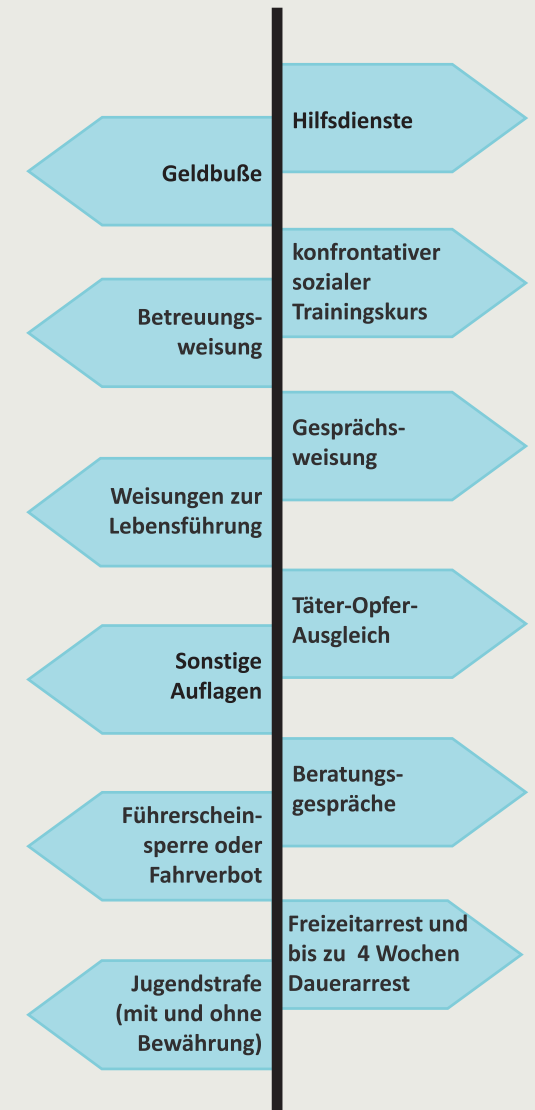 Hilfsdienste
Geldbuße
konfrontativer
sozialer
Trainingskurs
Betreuungs-
weisung
Gesprächs-
weisung
Weisungen zur
Lebensführung
Täter-Opfer-
Ausgleich
Sonstige
Auflagen
Beratungs-
gespräche
Führerschein-
sperre oder
Fahrverbot
Freizeitarrest und
bis zu 4 Wochen
Dauerarrest
Jugendstrafe
(mit und ohne
Bewährung)